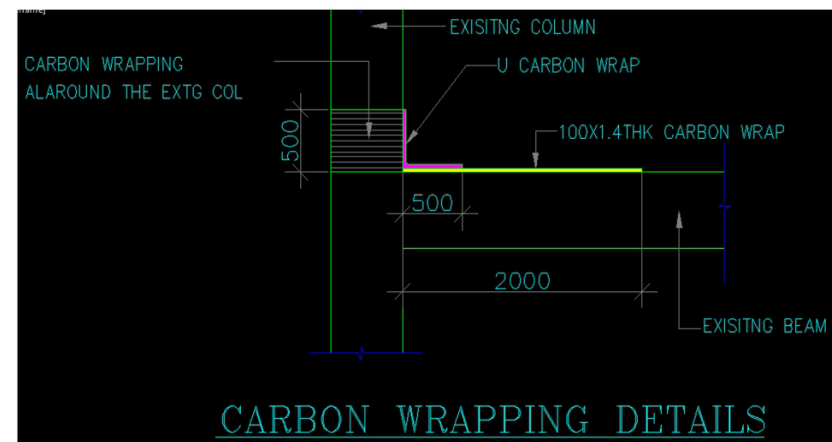 EXISITNG COLUMN
CARBON WRAPPING
ALAROUND THE EXTG COL
U CARBON WRAP
100X1.4THK CARBON WRAP
500
500
2000
EXISITNG BEAM
CARBON WRAPPING DETAILS